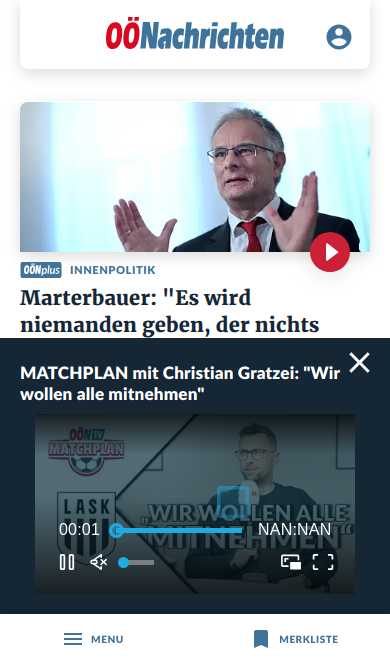 OÖNachrichten
OÖNplus INNENPOLITIK
Marterbauer: "Es wird
niemanden geben, der nichts
MATCHPLAN mit Christian Gratzei: "Wir
wollen alle mitnehmen"
OÖN TV
MATCHPLAN
LASK
„WIR WOLLEN ALLE
MITNEHMEN"
00:01 NAN:NAN
MENU MERKLISTE